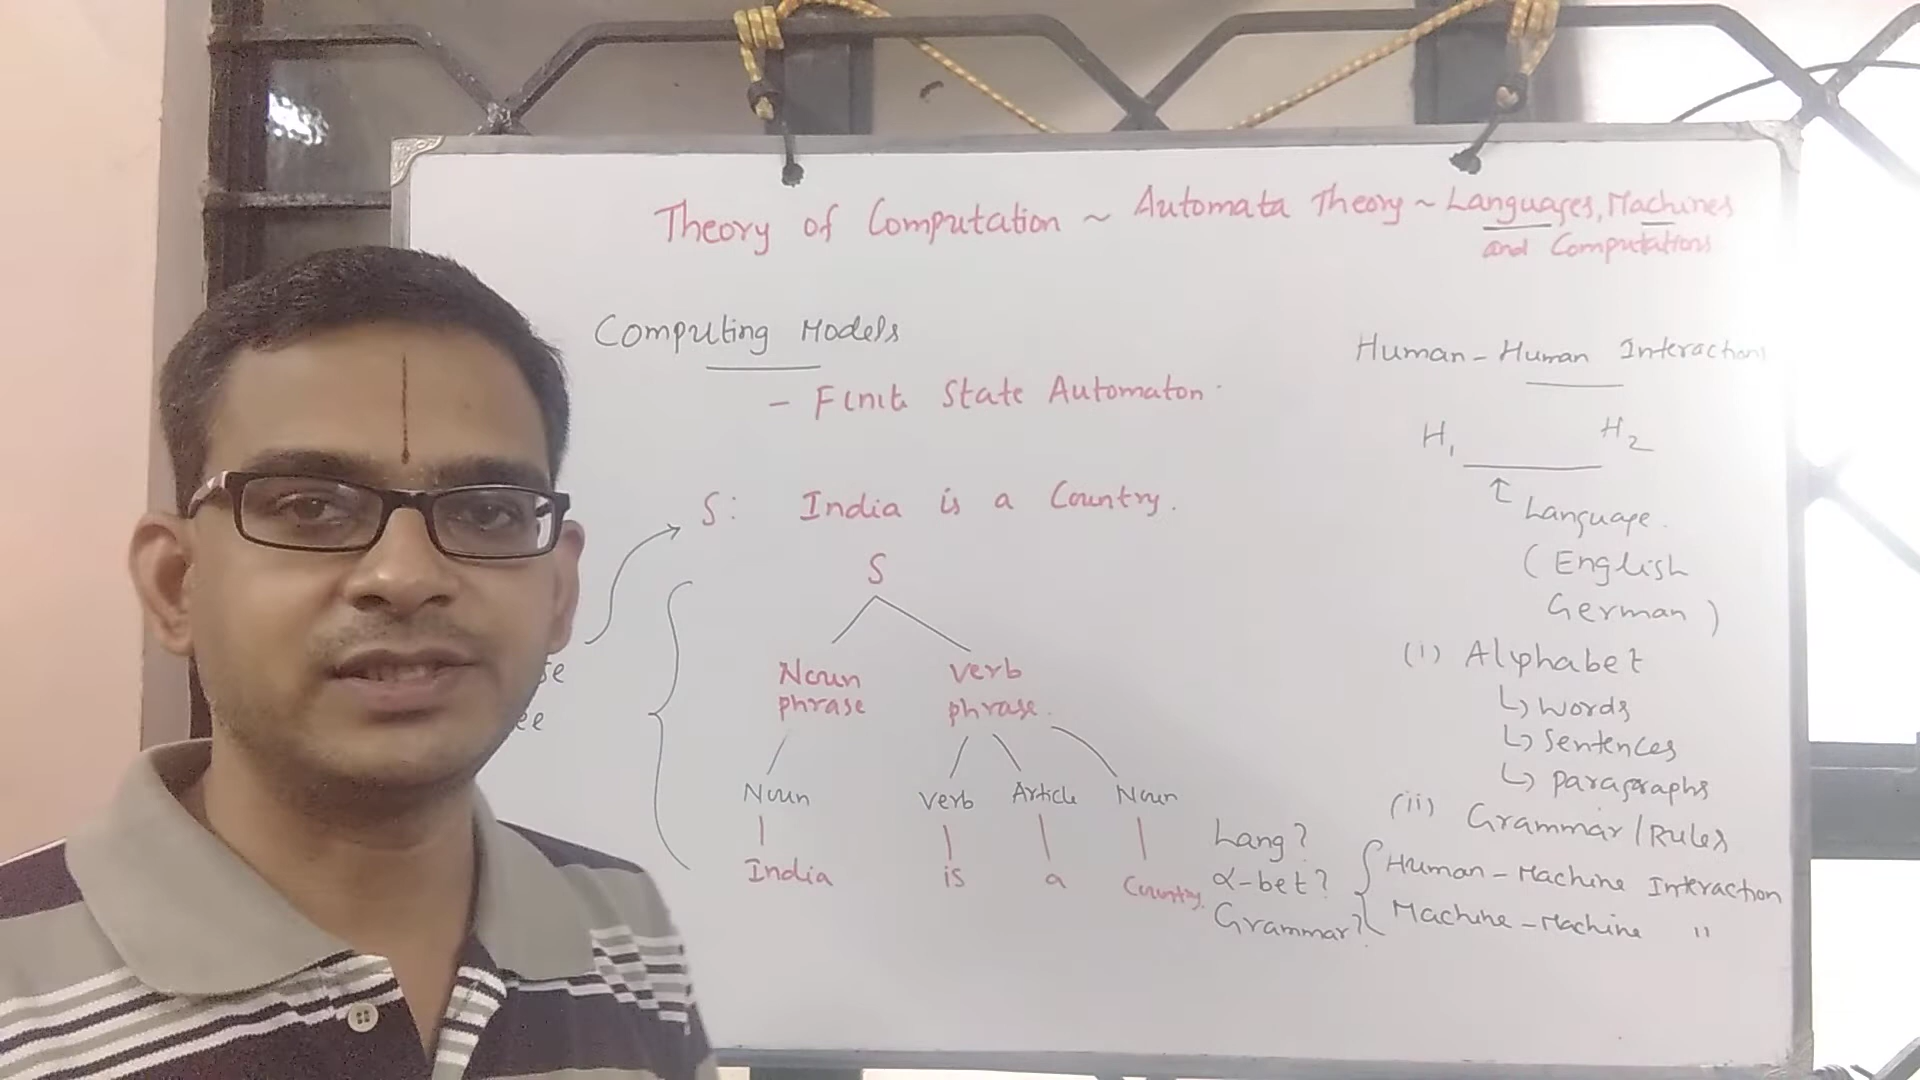 Theory of Computation ~ Automata Theory ~ Languages, Machines
and Computations
Computing Models
- Finite State Automaton.
S: India is a Country.
S
Noun verb
phrase phrase.
Noun Verb Article Noun
India is a Country.
Human - Human Interaction
H1 H2
Language.
(English
German)
(i) Alphabet
↳ words
↳ sentences
↳ paragraphs
(ii) Grammar/Rules
Lang?
α-bet? Human - Machine Interaction
Grammar? Machine - Machine "